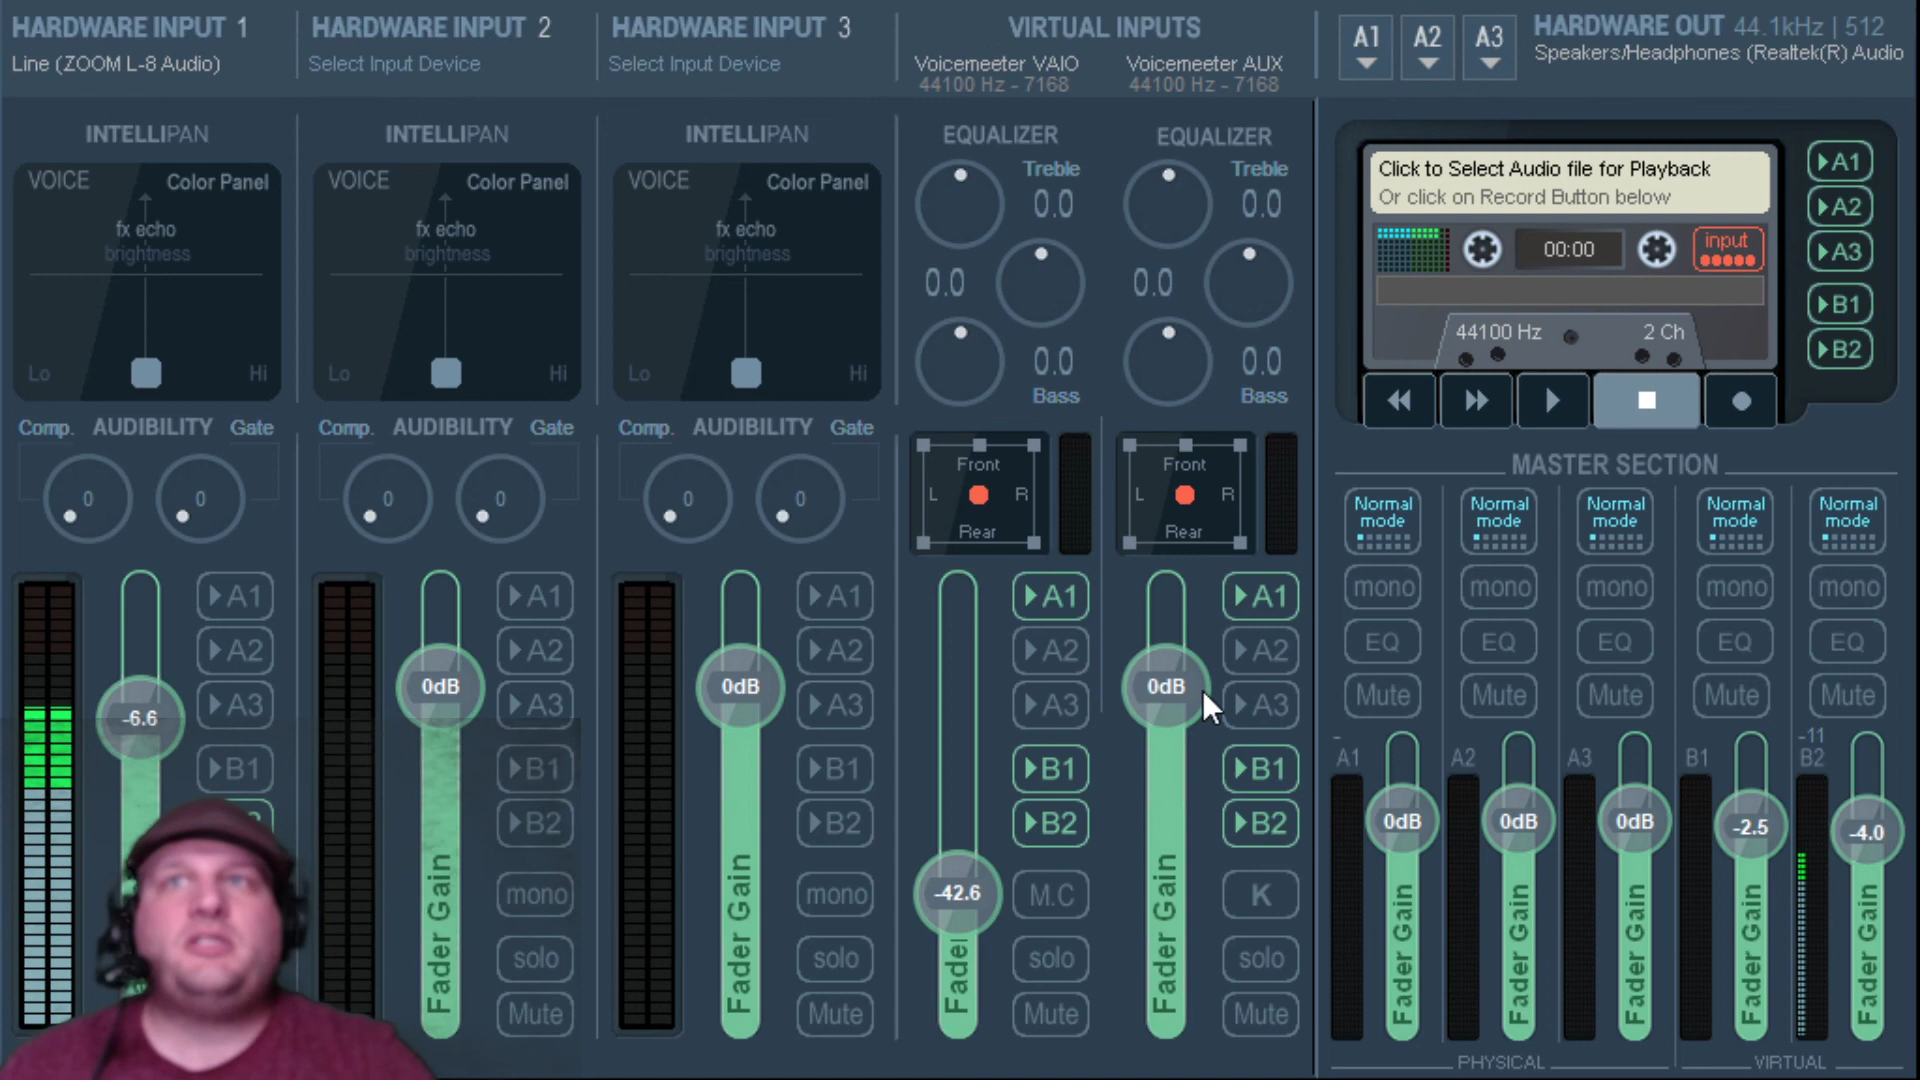 HARDWARE INPUT 1
Line (ZOOM L-8 Audio)
HARDWARE INPUT 2
Select Input Device
HARDWARE INPUT 3
Select Input Device
VIRTUAL INPUTS
Voicemeeter VAIO
44100 Hz - 7168
Voicemeeter AUX
44100 Hz - 7168
A1
A2
A3
HARDWARE OUT 44.1kHz | 512
Speakers/Headphones (Realtek(R) Audio
INTELLIPAN
VOICE
Color Panel
fx echo
brightness
Lo
Hi
Comp. AUDIBILITY Gate
0
0
A1
A2
A3
B1
-6.6
INTELLIPAN
VOICE
Color Panel
fx echo
brightness
Lo
Hi
Comp. AUDIBILITY Gate
0
0
0dB
Fader Gain
A1
A2
A3
B1
B2
mono
solo
Mute
INTELLIPAN
VOICE
Color Panel
fx echo
brightness
Lo
Hi
Comp. AUDIBILITY Gate
0
0
0dB
Fader Gain
A1
A2
A3
B1
B2
mono
solo
Mute
EQUALIZER
Treble
0.0
0.0
0.0
Bass
Front
L
R
Rear
-42.6
A1
A2
A3
B1
B2
M.C
solo
Mute
EQUALIZER
Treble
0.0
0.0
0.0
Bass
Front
L
R
Rear
0dB
Fader Gain
A1
A2
A3
B1
B2
K
solo
Mute
Click to Select Audio file for Playback
Or click on Record Button below
00:00
input
44100 Hz
2 Ch
A1
A2
A3
B1
B2
MASTER SECTION
Normal mode
Normal mode
Normal mode
Normal mode
Normal mode
mono
mono
mono
mono
mono
EQ
EQ
EQ
EQ
EQ
Mute
Mute
Mute
Mute
Mute
-
-11
A1
A2
A3
B1
B2
0dB
0dB
0dB
-2.5
-4.0
Fader Gain
Fader Gain
Fader Gain
Fader Gain
Fader Gain
PHYSICAL
VIRTUAL